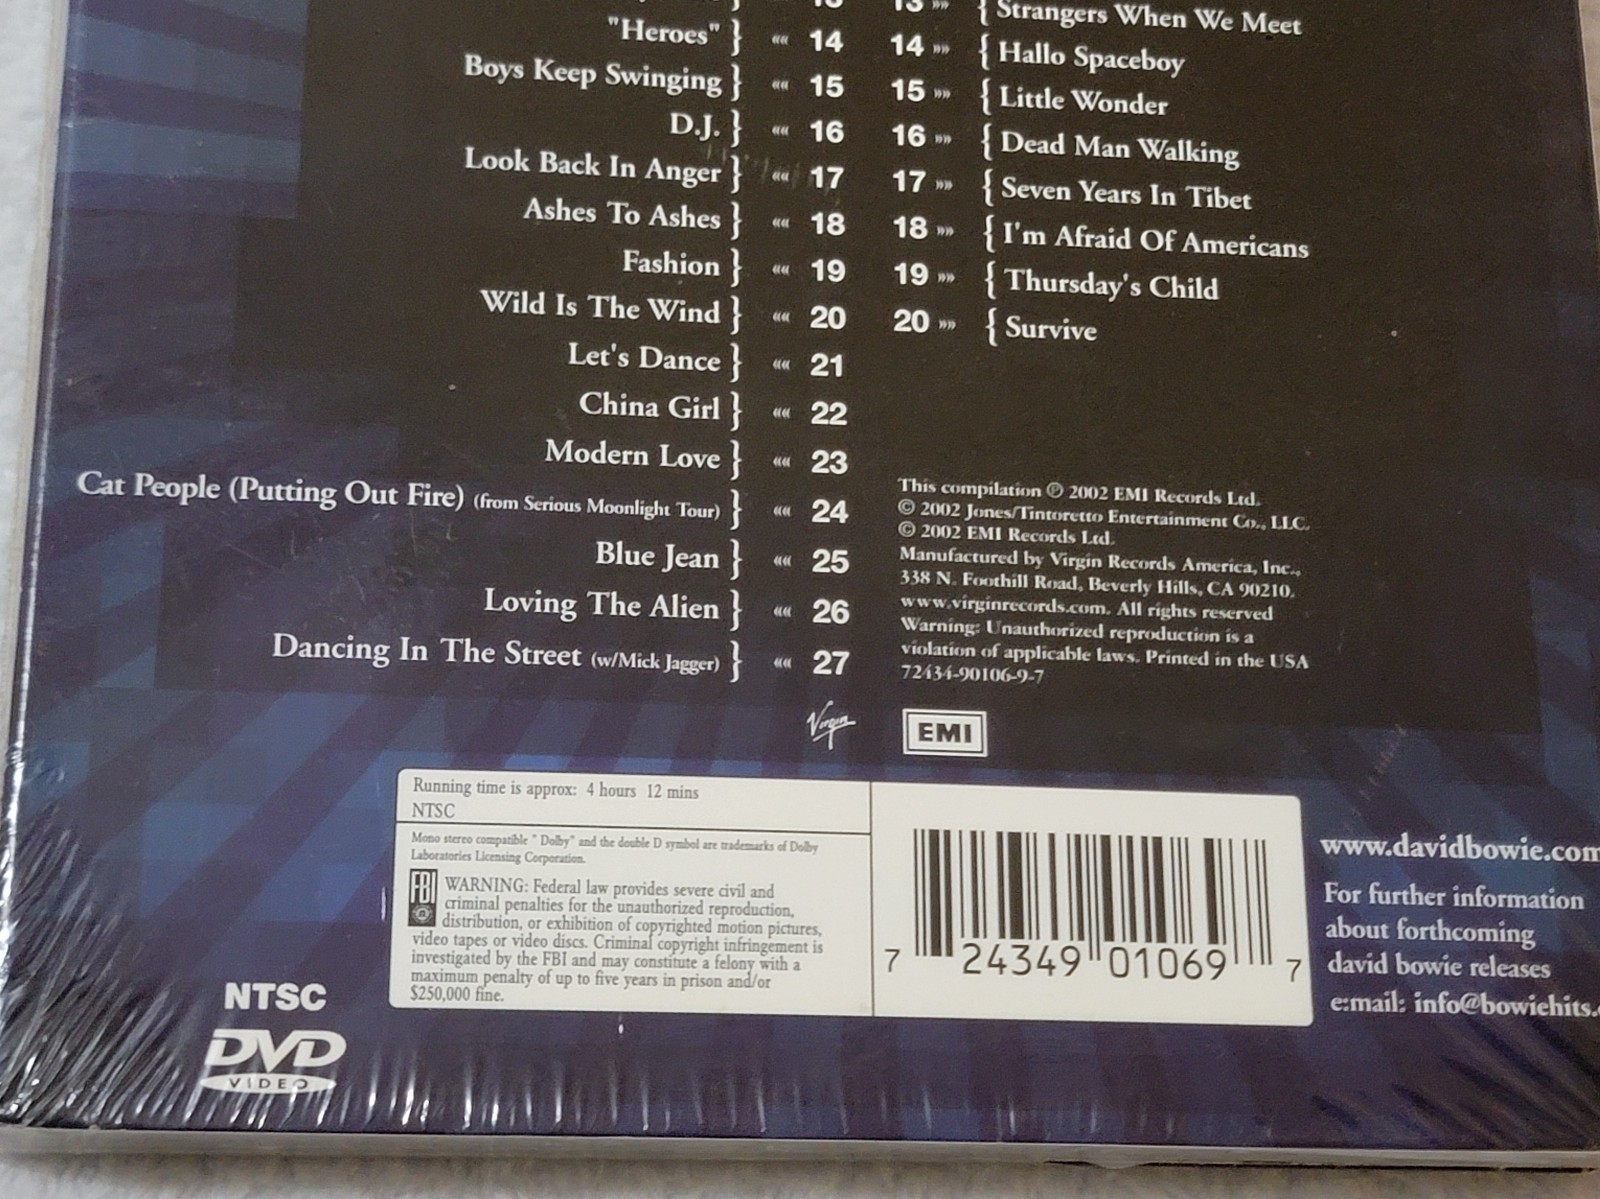 "Heroes" } «« 14
Boys Keep Swinging } «« 15
D.J. } «« 16
Look Back In Anger } «« 17
Ashes To Ashes } «« 18
Fashion } «« 19
Wild Is The Wind } «« 20
Let's Dance } «« 21
China Girl } «« 22
Modern Love } «« 23
Cat People (Putting Out Fire) (from Serious Moonlight Tour) } «« 24
Blue Jean } «« 25
Loving The Alien } «« 26
Dancing In The Street (w/Mick Jagger) } «« 27
13 »» { Strangers When We Meet
14 »» { Hallo Spaceboy
15 »» { Little Wonder
16 »» { Dead Man Walking
17 »» { Seven Years In Tibet
18 »» { I'm Afraid Of Americans
19 »» { Thursday's Child
20 »» { Survive
This compilation ℗ 2002 EMI Records Ltd.
© 2002 Jones/Tintoretto Entertainment Co., LLC.
© 2002 EMI Records Ltd.
Manufactured by Virgin Records America, Inc.,
338 N. Foothill Road, Beverly Hills, CA 90210.
www.virginrecords.com. All rights reserved
Warning: Unauthorized reproduction is a
violation of applicable laws. Printed in the USA
72434-90106-9-7
Virgin
EMI
Running time is approx: 4 hours 12 mins
NTSC
Mono stereo compatible " Dolby" and the double D symbol are trademarks of Dolby
Laboratories Licensing Corporation.
FBI WARNING: Federal law provides severe civil and
criminal penalties for the unauthorized reproduction,
distribution, or exhibition of copyrighted motion pictures,
video tapes or video discs. Criminal copyright infringement is
investigated by the FBI and may constitute a felony with a
maximum penalty of up to five years in prison and/or
$250,000 fine.
7 24349 01069 7
www.davidbowie.com
For further information
about forthcoming
david bowie releases
e:mail: info@bowiehits.
NTSC
DVD
VIDEO